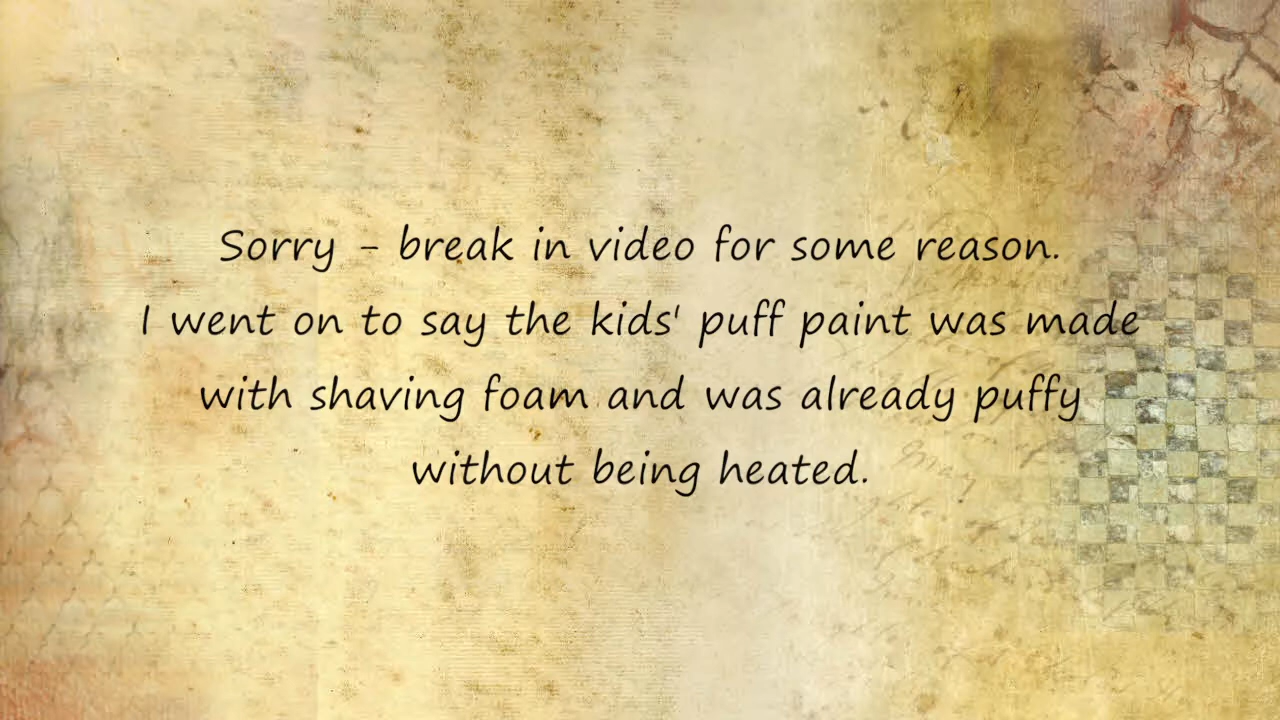 Sorry - break in video for some reason.
I went on to say the kids' puff paint was made
with shaving foam and was already puffy
without being heated.